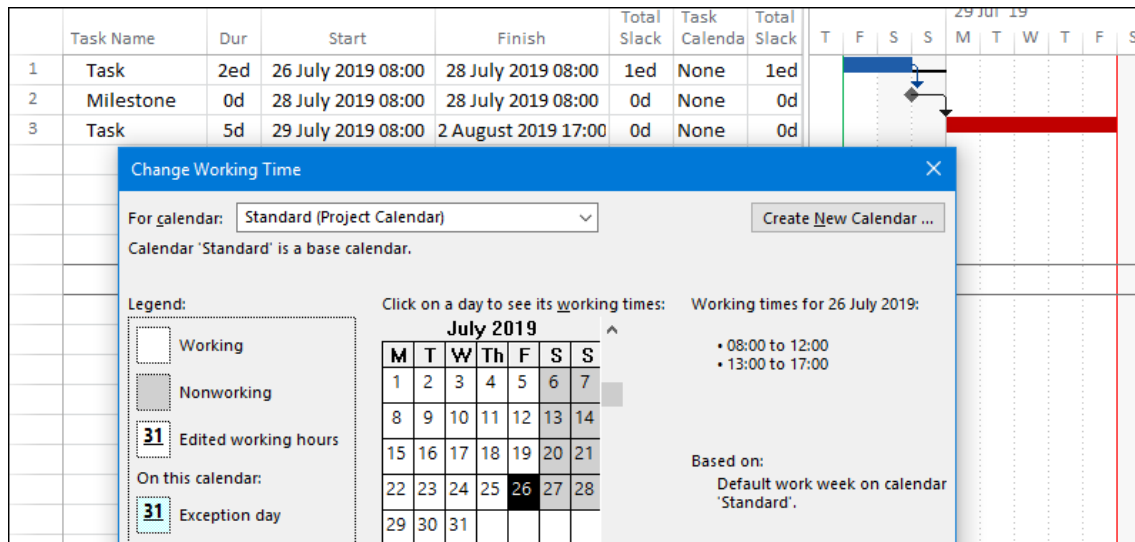 29 Jul '19
Total Task Total
Task Name Dur Start Finish Slack Calenda Slack T F S S M T W T F S
1 Task 2ed 26 July 2019 08:00 28 July 2019 08:00 1ed None 1ed
2 Milestone 0d 28 July 2019 08:00 28 July 2019 08:00 0d None 0d
3 Task 5d 29 July 2019 08:00 2 August 2019 17:00 0d None 0d
Change Working Time
For calendar: Standard (Project Calendar) Create New Calendar ...
Calendar 'Standard' is a base calendar.
Legend: Click on a day to see its working times: Working times for 26 July 2019:
Working
Nonworking
31 Edited working hours
On this calendar:
31 Exception day
July 2019
M T W Th F S S
1 2 3 4 5 6 7
8 9 10 11 12 13 14
15 16 17 18 19 20 21
22 23 24 25 26 27 28
29 30 31
• 08:00 to 12:00
• 13:00 to 17:00
Based on:
Default work week on calendar
'Standard'.